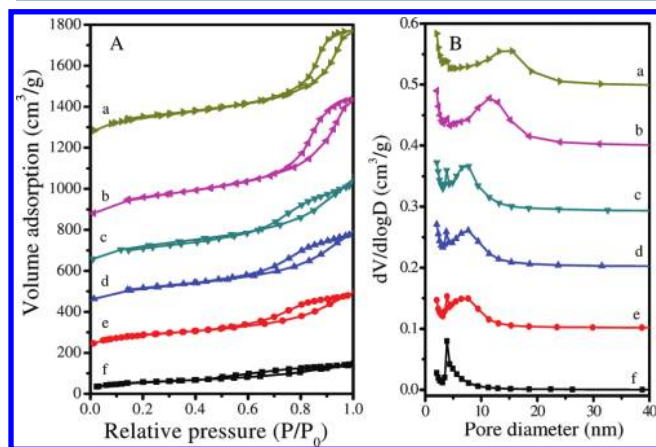 A
B
Volume adsorption (cm³/g)
1800
1600
1400
1200
1000
800
600
400
200
0
a
b
c
d
e
f
0.0 0.2 0.4 0.6 0.8 1.0
Relative pressure (P/P₀)
dV/dlogD (cm³/g)
0.6
0.5
0.4
0.3
0.2
0.1
0.0
a
b
c
d
e
f
0 10 20 30 40
Pore diameter (nm)